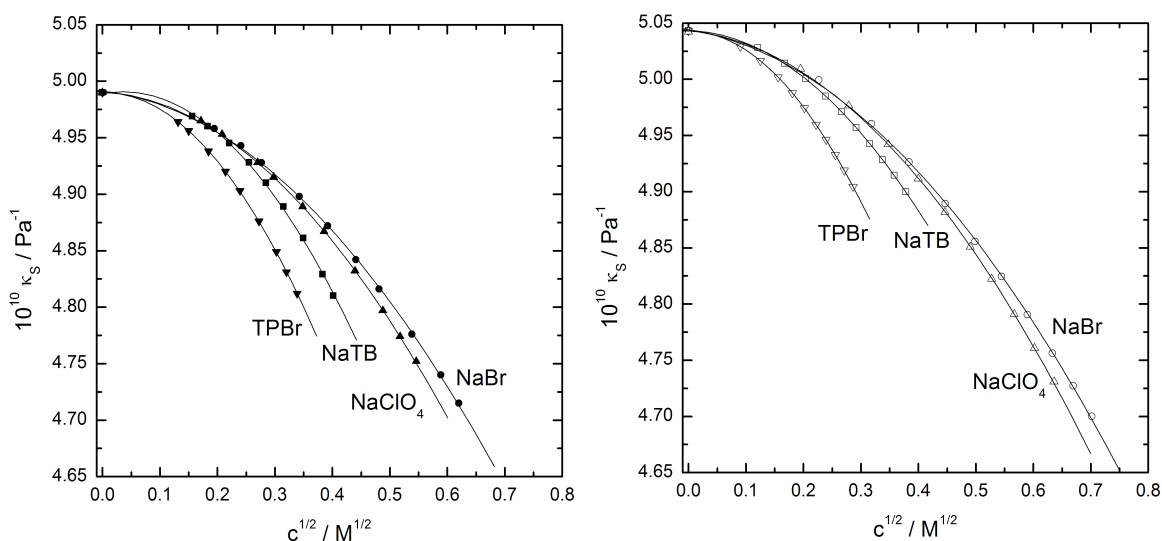 5.05
5.00
4.95
4.90
4.85
4.80
4.75
4.70
4.65
10^10 κ_S / Pa^-1
TPBr
NaTB
NaClO_4
NaBr
0.0 0.1 0.2 0.3 0.4 0.5 0.6 0.7 0.8
c^1/2 / M^1/2
5.05
5.00
4.95
4.90
4.85
4.80
4.75
4.70
4.65
10^10 κ_S / Pa^-1
TPBr
NaTB
NaBr
NaClO_4
0.0 0.1 0.2 0.3 0.4 0.5 0.6 0.7 0.8
c^1/2 / M^1/2